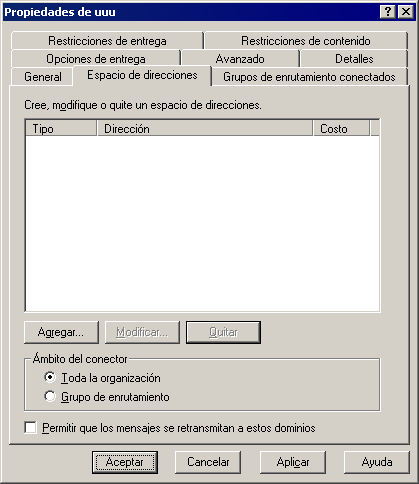 Propiedades de uuu
Restricciones de entrega
Restricciones de contenido
Opciones de entrega
Avanzado
Detalles
General
Espacio de direcciones
Grupos de enrutamiento conectados
Cree, modifique o quite un espacio de direcciones.
Tipo
Dirección
Costo
Agregar...
Modificar...
Quitar
Ámbito del conector
Toda la organización
Grupo de enrutamiento
Permitir que los mensajes se retransmitan a estos dominios
Aceptar
Cancelar
Aplicar
Ayuda